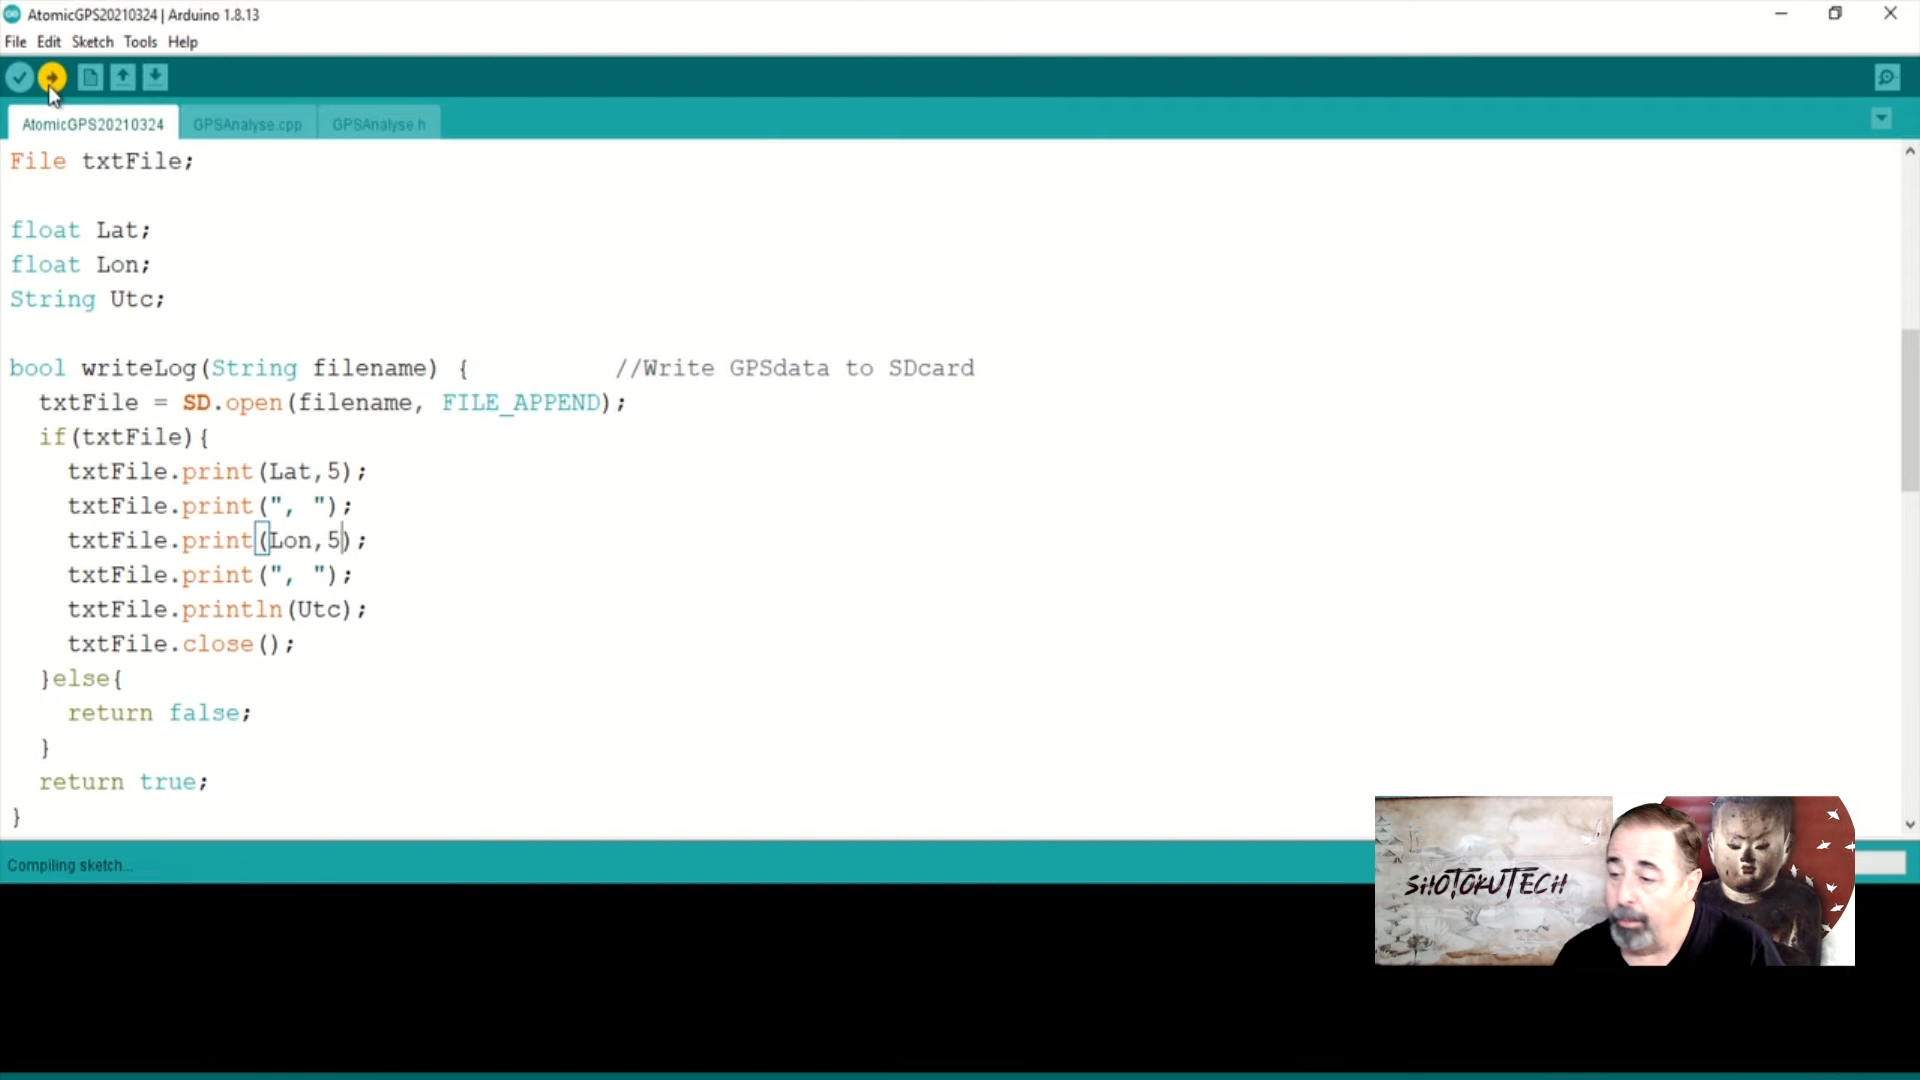 AtomicGPS20210324 | Arduino 1.8.13
File Edit Sketch Tools Help
AtomicGPS20210324 GPSAnalyse.cpp GPSAnalyse.h
File txtFile;
float Lat;
float Lon;
String Utc;
bool writeLog(String filename) { //Write GPSdata to SDcard
txtFile = SD.open(filename, FILE_APPEND);
if(txtFile){
txtFile.print(Lat,5);
txtFile.print(", ");
txtFile.print(Lon,5);
txtFile.print(", ");
txtFile.println(Utc);
txtFile.close();
}else{
return false;
}
return true;
}
Compiling sketch...
SHOTOKUTECH